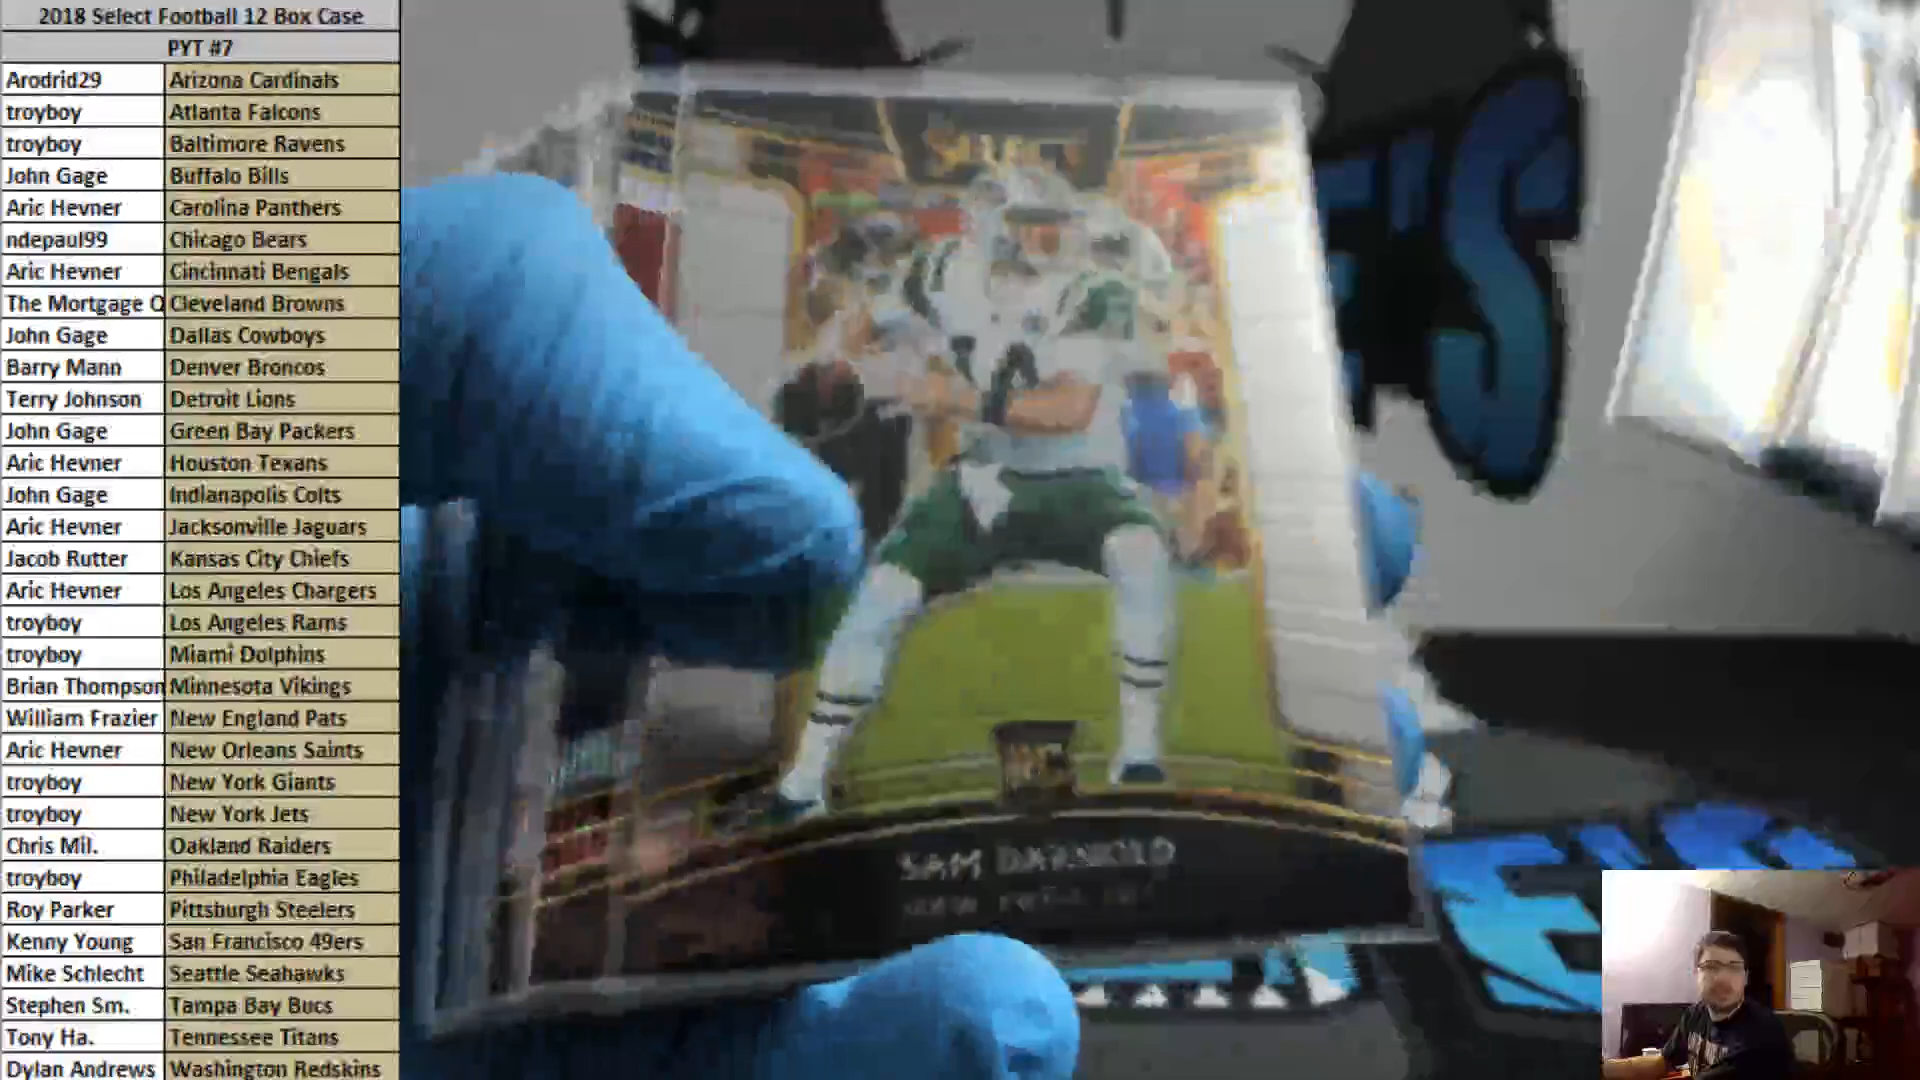 2018 Select Football 12 Box Case
PYT #7
Arodrid29 Arizona Cardinals
troyboy Atlanta Falcons
troyboy Baltimore Ravens
John Gage Buffalo Bills
Aric Hevner Carolina Panthers
ndepaul99 Chicago Bears
Aric Hevner Cincinnati Bengals
The Mortgage Cleveland Browns
John Gage Dallas Cowboys
Barry Mann Denver Broncos
Terry Johnson Detroit Lions
John Gage Green Bay Packers
Aric Hevner Houston Texans
John Gage Indianapolis Colts
Aric Hevner Jacksonville Jaguars
Jacob Rutter Kansas City Chiefs
Aric Hevner Los Angeles Chargers
troyboy Los Angeles Rams
troyboy Miami Dolphins
Brian Thompson Minnesota Vikings
William Frazier New England Pats
Aric Hevner New Orleans Saints
troyboy New York Giants
troyboy New York Jets
Chris Mil. Oakland Raiders
troyboy Philadelphia Eagles
Roy Parker Pittsburgh Steelers
Kenny Young San Francisco 49ers
Mike Schlecht Seattle Seahawks
Stephen Sm. Tampa Bay Bucs
Tony Ha. Tennessee Titans
Dylan Andrews Washington Redskins
SELECT
SAM DARNOLD